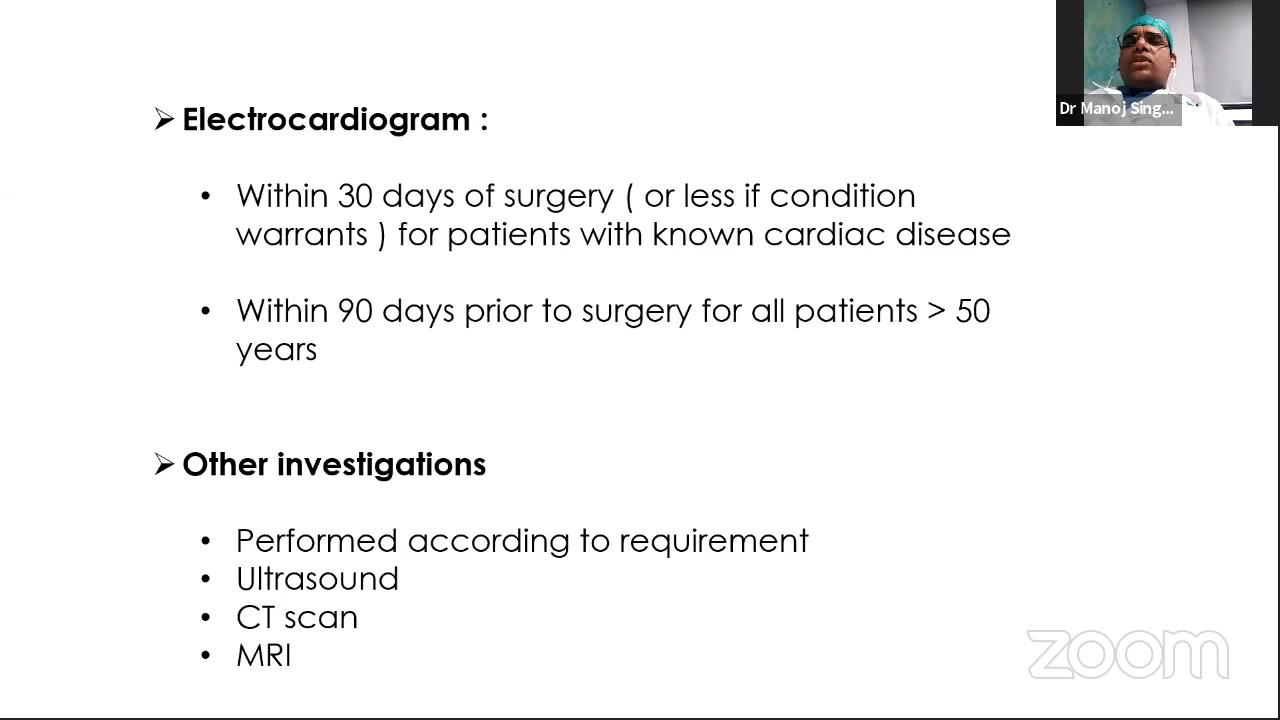 Dr Manoj Sing...
➢ Electrocardiogram :
• Within 30 days of surgery ( or less if condition
warrants ) for patients with known cardiac disease
• Within 90 days prior to surgery for all patients > 50
years
➢ Other investigations
• Performed according to requirement
• Ultrasound
• CT scan
• MRI
zoom